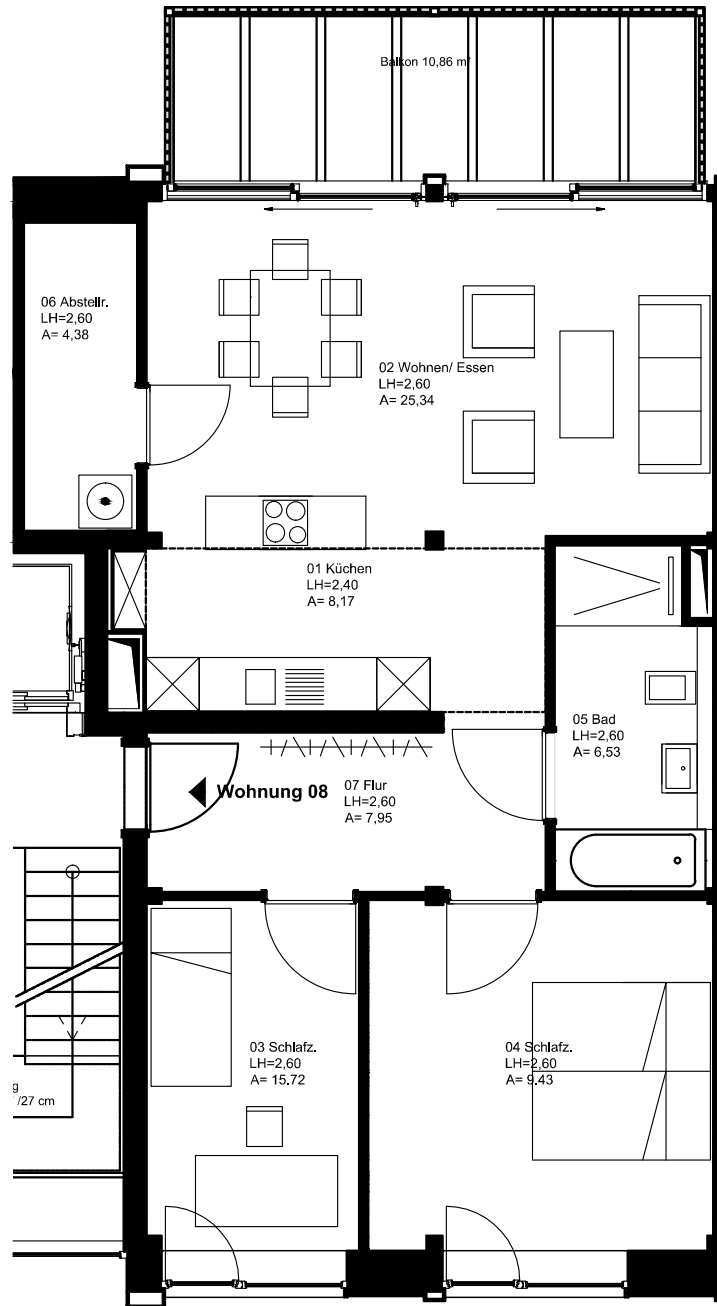 Balkon 10,86 m²
06 Abstellr.
LH=2,60
A= 4,38
02 Wohnen/ Essen
LH=2,60
A= 25,34
01 Küchen
LH=2,40
A= 8,17
05 Bad
LH=2,60
A= 6,53
Wohnung 08
07 Flur
LH=2,60
A= 7,95
03 Schlafz.
LH=2,60
A= 15.72
04 Schlafz.
LH=2,60
A= 9.43
g
/27 cm